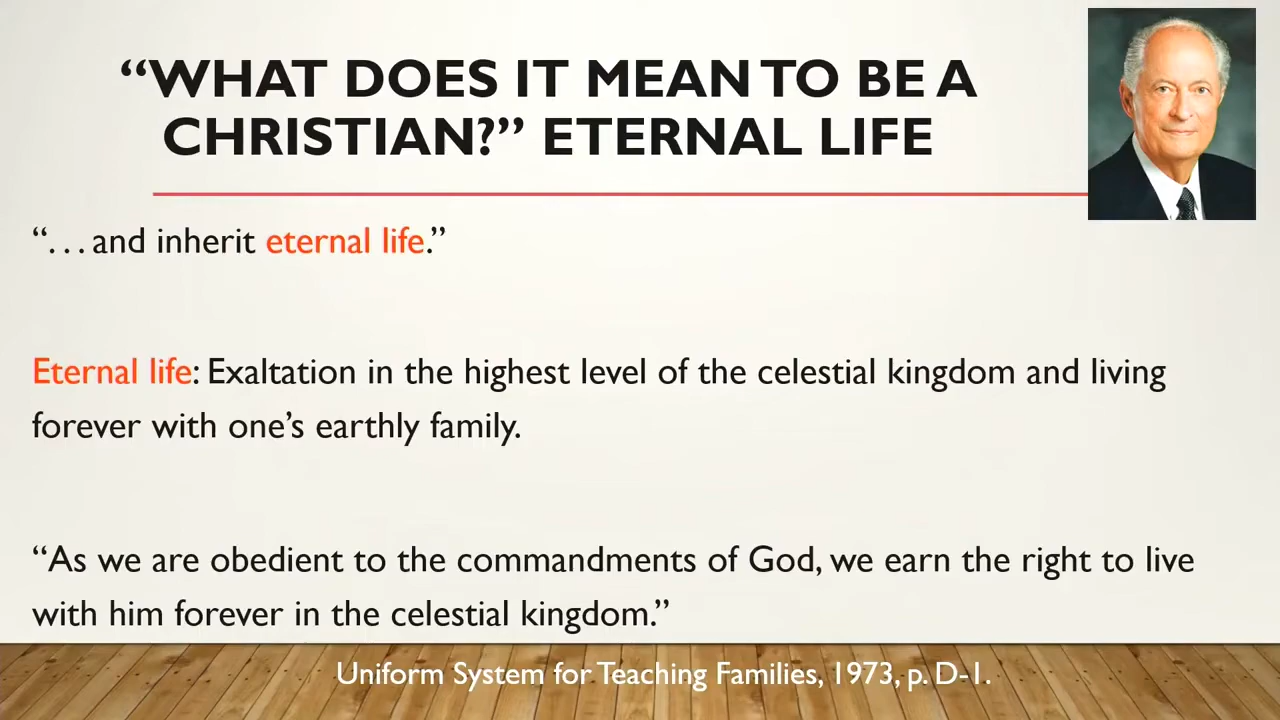 “WHAT DOES IT MEAN TO BE A
CHRISTIAN?” ETERNAL LIFE
“. . . and inherit eternal life.”
Eternal life: Exaltation in the highest level of the celestial kingdom and living
forever with one’s earthly family.
“As we are obedient to the commandments of God, we earn the right to live
with him forever in the celestial kingdom.”
Uniform System for Teaching Families, 1973, p. D-1.